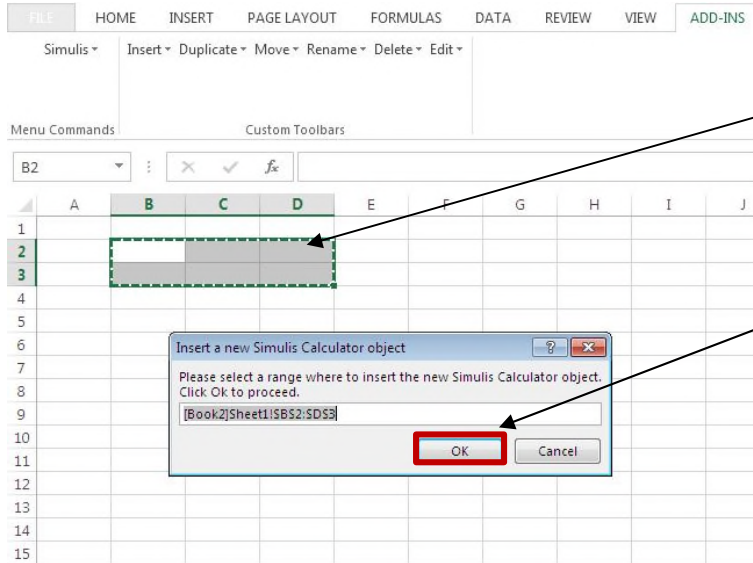 FILE HOME INSERT PAGE LAYOUT FORMULAS DATA REVIEW VIEW ADD-INS
Simulis Insert Duplicate Move Rename Delete Edit
Menu Commands Custom Toolbars
B2 fx
A B C D E F G H I J
1
2
3
4
5
6
Insert a new Simulis Calculator object ?
7
Please select a range where to insert the new Simulis Calculator object.
8
Click Ok to proceed.
9
[Book2]Sheet1!$B$2:$D$3
10
OK Cancel
11
12
13
14
15